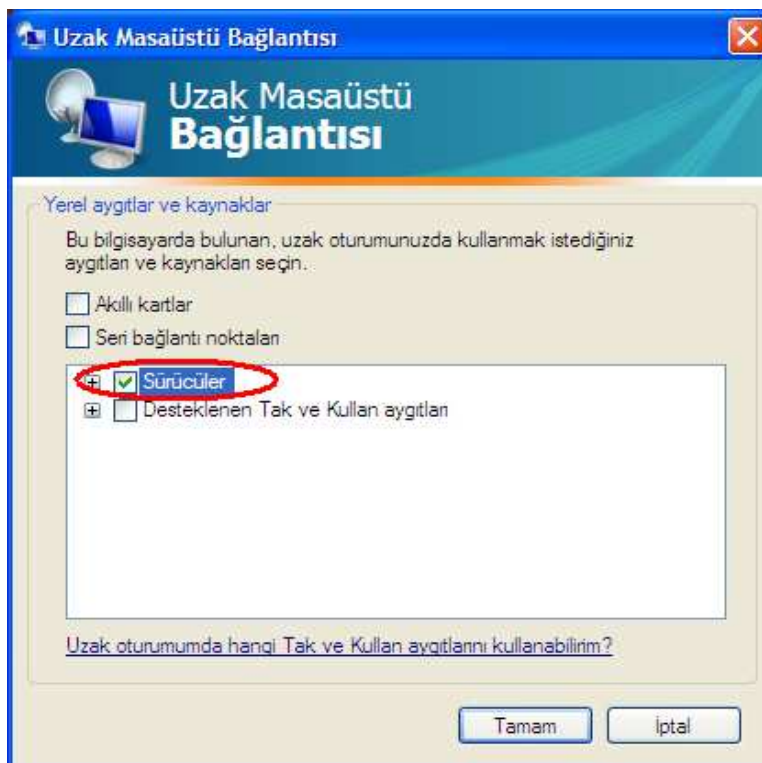 Uzak Masaüstü Bağlantısı
Uzak Masaüstü
Bağlantısı
Yerel aygıtlar ve kaynaklar
Bu bilgisayarda bulunan, uzak oturumunuzda kullanmak istediğiniz
aygıtları ve kaynakları seçin.
Akıllı kartlar
Seri bağlantı noktaları
Sürücüler
Desteklenen Tak ve Kullan aygıtları
Uzak oturumumda hangi Tak ve Kullan aygıtlarını kullanabilirim?
Tamam
İptal